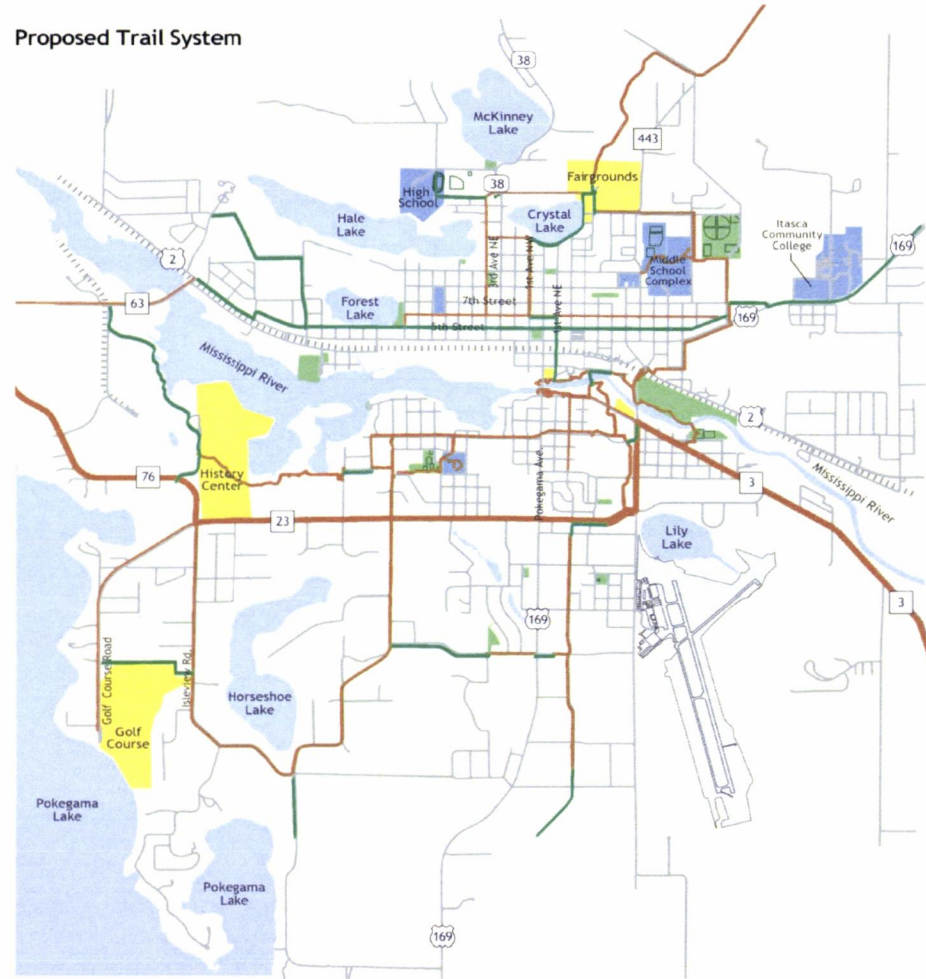 Proposed Trail System
38
McKinney
Lake
443
Fairgrounds
38
High
School
Crystal
Lake
Hale
Lake
Itasca
Community
College
169
2
3rd Ave NE
1st Ave NW
Middle
School
Complex
63
Forest
Lake
7th Street
1st Ave NE
169
5th Street
Mississippi River
2
76
History
Center
Pokegama Ave.
3
Mississippi River
23
Lily
Lake
3
169
Golf Course Road
Isleview Rd.
Horseshoe
Lake
Golf
Course
Pokegama
Lake
Pokegama
Lake
169